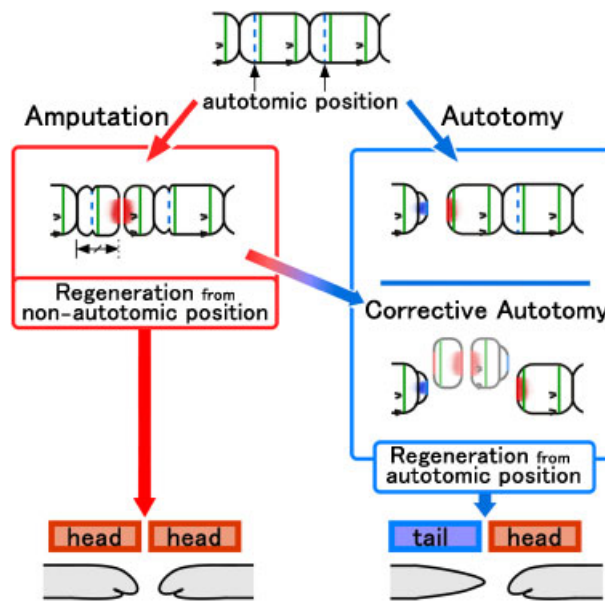 autotomic position
Amputation
Autotomy
v
v
v
v
v
v
v
v
Regeneration from
non-autotomic position
Corrective Autotomy
v
v
v
v
Regeneration from
autotomic position
head
head
tail
head